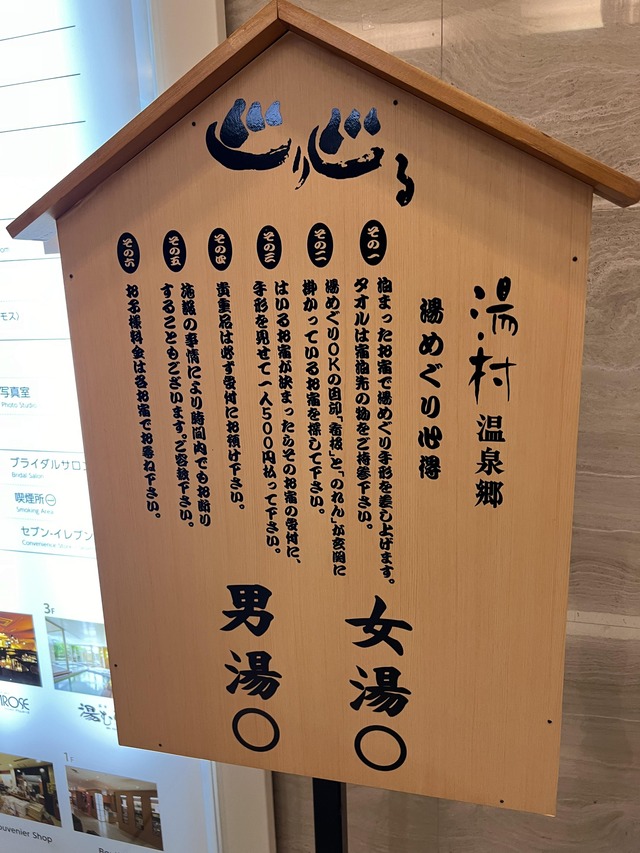 じりじる
湯村
温泉郷
湯めぐり心得
その一
泊まったお宿で湯めぐり手形を差し上げます。
タオルは宿泊先の物をご持参下さい。
その二
湯めぐりOKの目印、「看板」と、「のれん」が玄関に
掛かっているお宿を探して下さい。
その三
はいるお宿が決まったらそのお宿の受付に、
手形を見せて一人500円払って下さい。
その四
貴重品は必ず受付にお預け下さい。
その五
施設の事情により時間内でもお断り
することもございます。ご容赦下さい。
その六
お子様料金は各お宿でお尋ね下さい。
女湯○
男湯○
モス）
写真室
Photo Studio
ブライダルサロン
Bridal Salon
喫煙所
Smoking Area
セブン-イレブン
Convenience Store
3F
1F